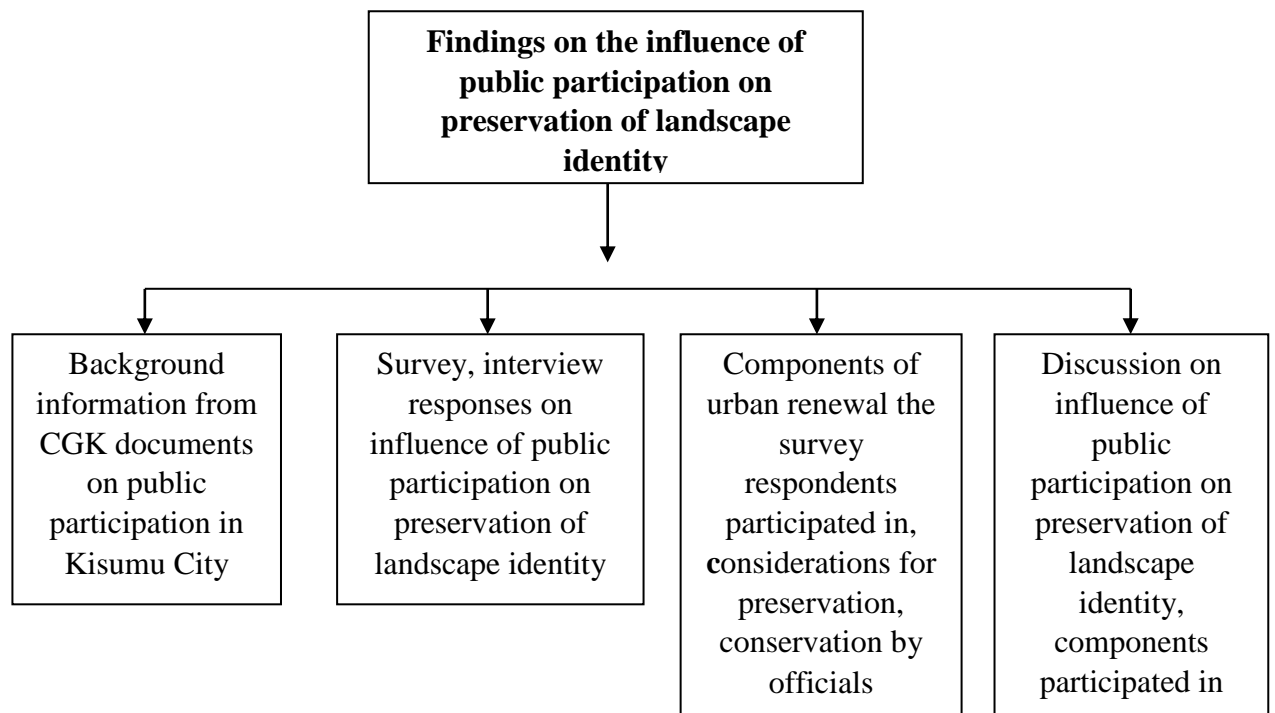 Findings on the influence of
public participation on
preservation of landscape
identity
Background
information from
CGK documents
on public
participation in
Kisumu City
Survey, interview
responses on
influence of public
participation on
preservation of
landscape identity
Components of
urban renewal the
survey
respondents
participated in,
considerations for
preservation,
conservation by
officials
Discussion on
influence of
public
participation on
preservation of
landscape
identity,
components
participated in